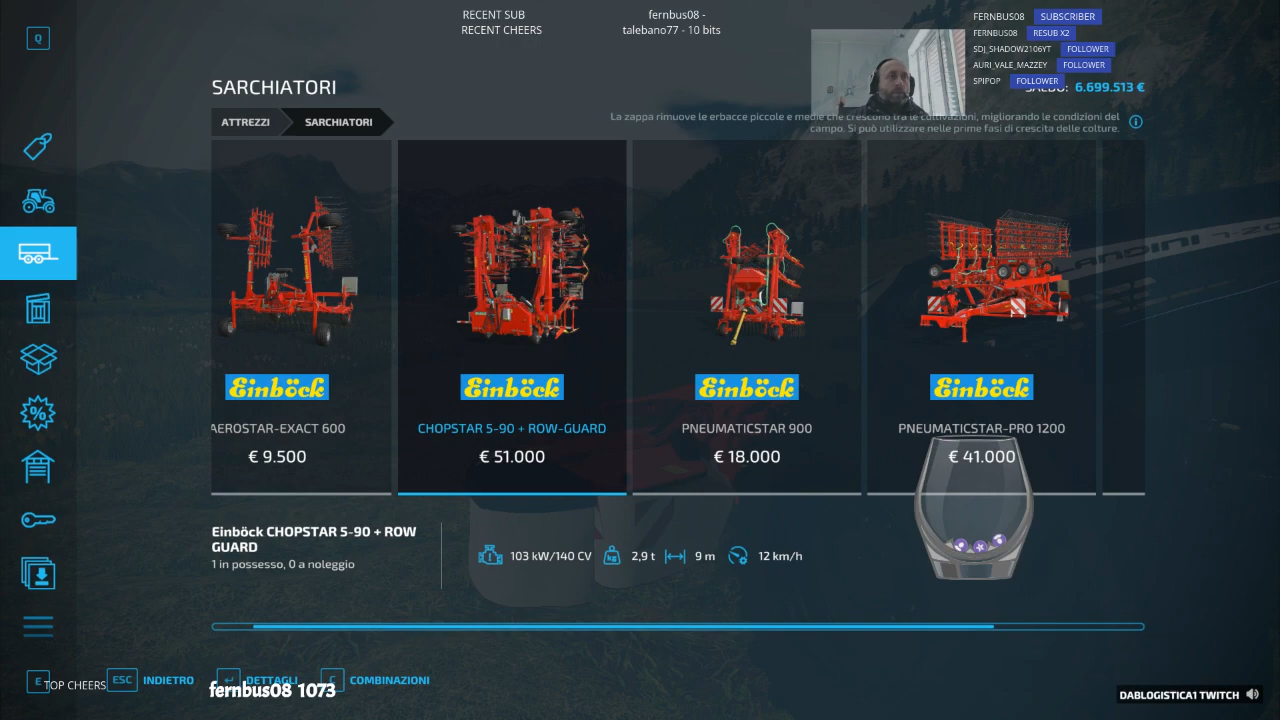 RECENT SUB
fernbus08 -
RECENT CHEERS
talebano77 - 10 bits
FERNBUS08 SUBSCRIBER
FERNBUS08 RESUB X2
SDJ_SHADOW2106YT FOLLOWER
AURI_VALE_MAZZEY FOLLOWER
SPIPOP FOLLOWER
Q
SARCHIATORI
SALDO: 6.699.513 €
ATTREZZI
SARCHIATORI
La zappa rimuove le erbacce piccole e medie che crescono tra le coltivazioni, migliorando le condizioni del
campo. Si può utilizzare nelle prime fasi di crescita delle colture.
LANDINI
Einböck
Einböck
Einböck
Einböck
AEROSTAR-EXACT 600
CHOPSTAR 5-90 + ROW-GUARD
PNEUMATICSTAR 900
PNEUMATICSTAR-PRO 1200
€ 9.500
€ 51.000
€ 18.000
€ 41.000
Einböck CHOPSTAR 5-90 + ROW
GUARD
1 in possesso, 0 a noleggio
103 kW/140 CV
kg 2,9 t
9 m
12 km/h
E
TOP CHEERS
ESC INDIETRO
DETTAGLI
C COMBINAZIONI
fernbus08 1073
DABLOGISTICA1 TWITCH